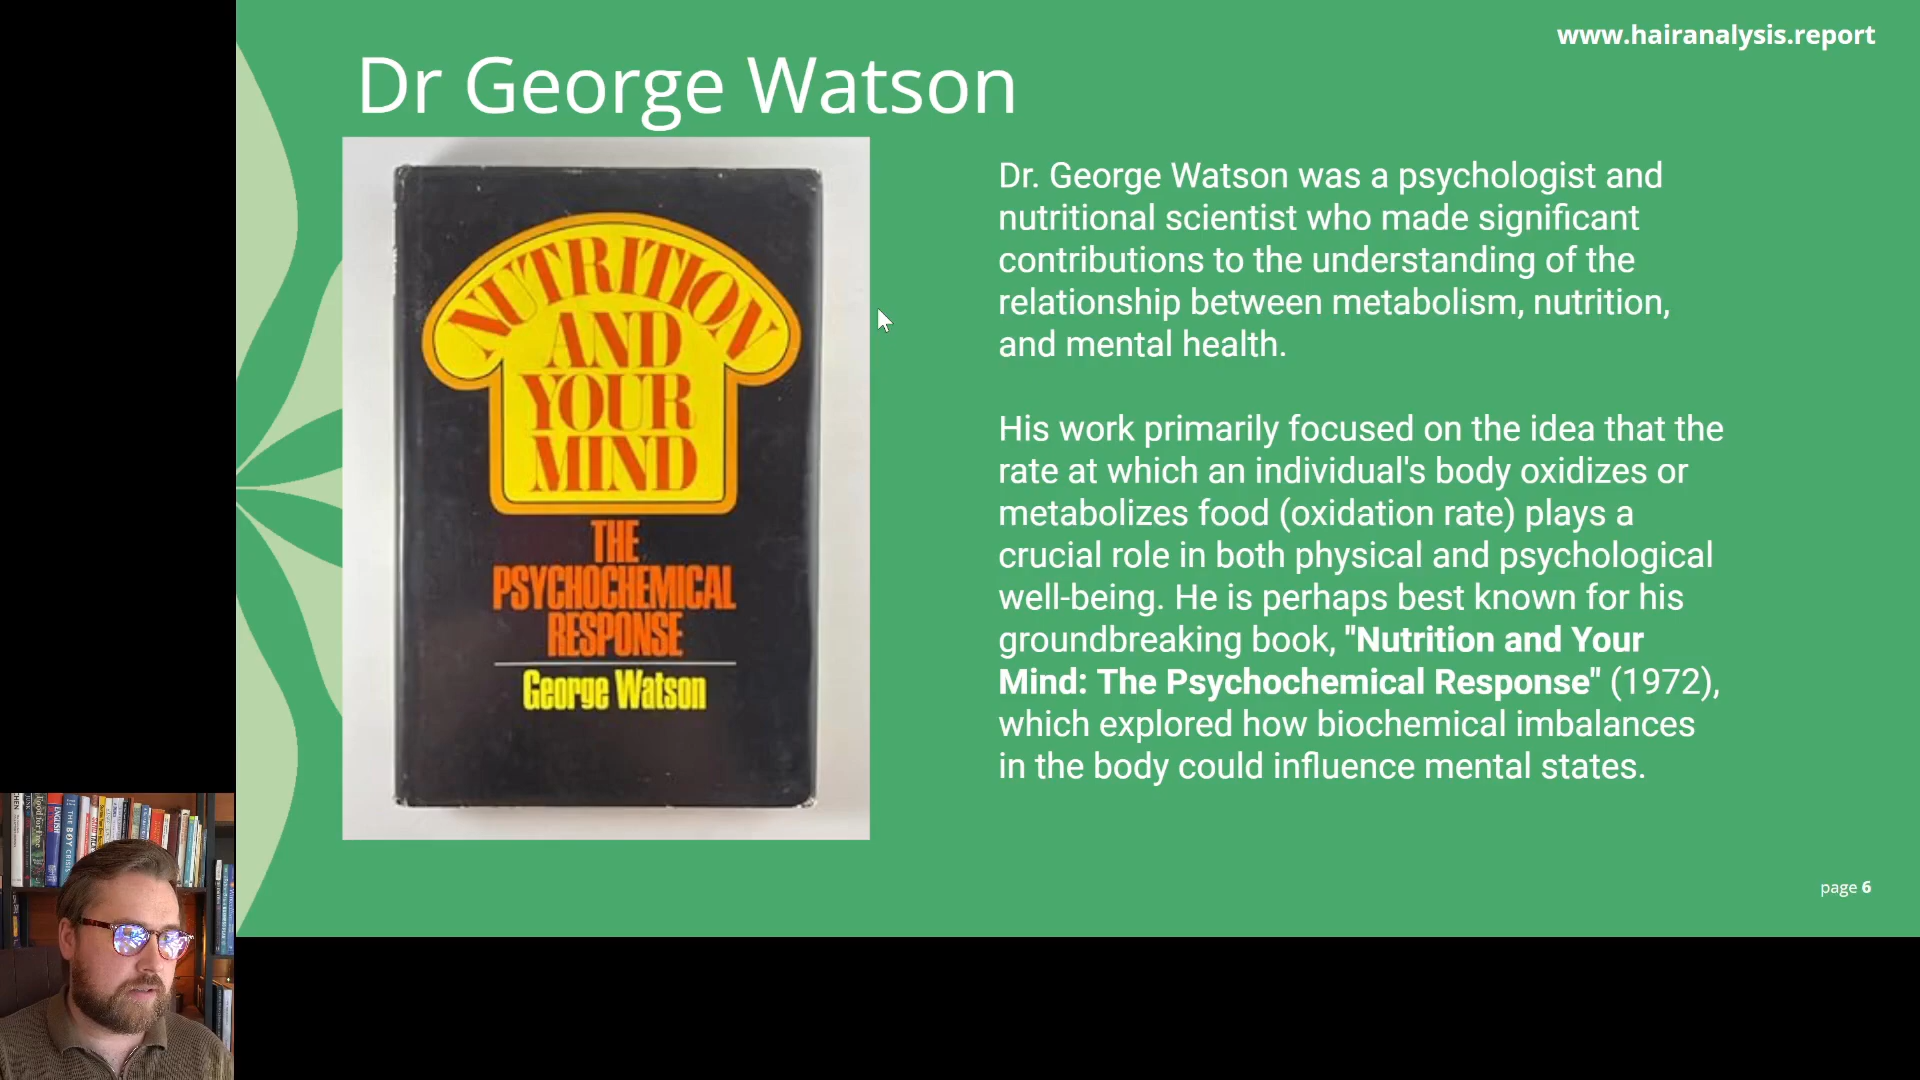 www.hairanalysis.report
Dr George Watson
NUTRITION
AND
YOUR
MIND
THE
PSYCHOCHEMICAL
RESPONSE
George Watson
Dr. George Watson was a psychologist and
nutritional scientist who made significant
contributions to the understanding of the
relationship between metabolism, nutrition,
and mental health.
His work primarily focused on the idea that the
rate at which an individual's body oxidizes or
metabolizes food (oxidation rate) plays a
crucial role in both physical and psychological
well-being. He is perhaps best known for his
groundbreaking book, "Nutrition and Your
Mind: The Psychochemical Response" (1972),
which explored how biochemical imbalances
in the body could influence mental states.
page 6
THE BOY CRISIS